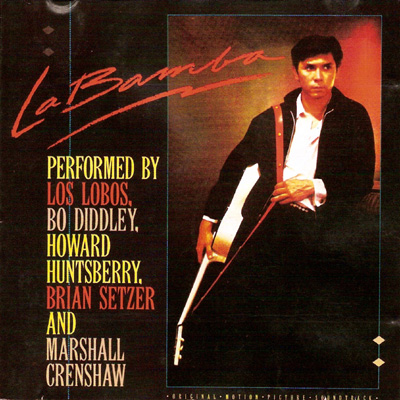 La Bamba
PERFORMED BY
LOS LOBOS,
BO DIDDLEY,
HOWARD
HUNTSBERRY,
BRIAN SETZER
AND
MARSHALL
CRENSHAW
• ORIGINAL • MOTION • PICTURE • SOUNDTRACK •